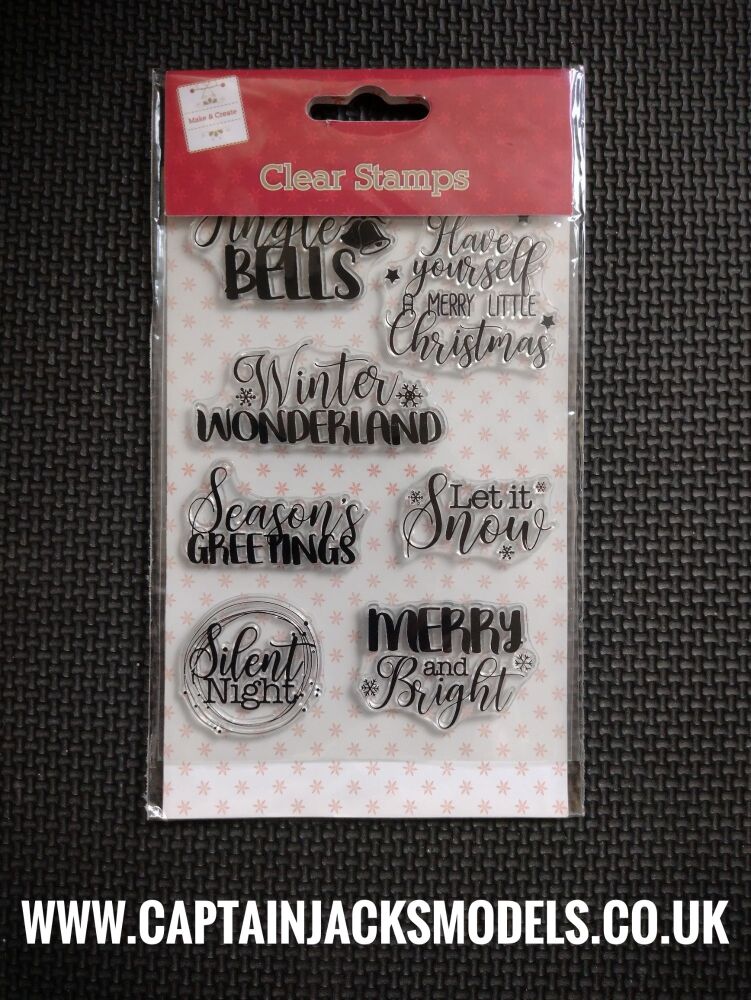 Make & Create
Clear Stamps
Jingle
BELLS
Have
yourself
A MERRY LITTLE
Christmas
Winter
WONDERLAND
Season's
GREETINGS
Let it
Snow
Silent
Night
MERRY
and
Bright
WWW.CAPTAINJACKSMODELS.CO.UK